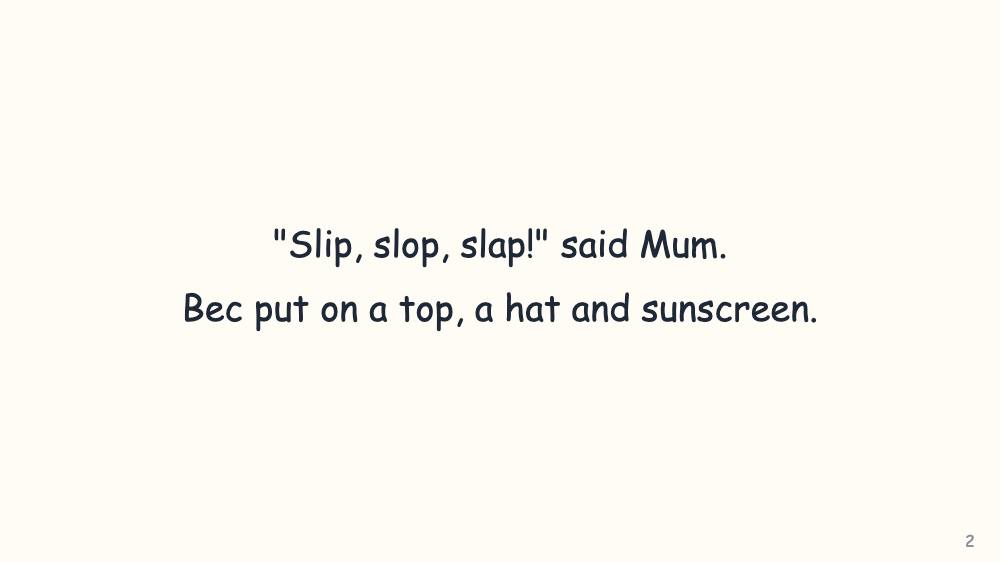 "Slip, slop, slap!" said Mum.
Bec put on a top, a hat and sunscreen.
2